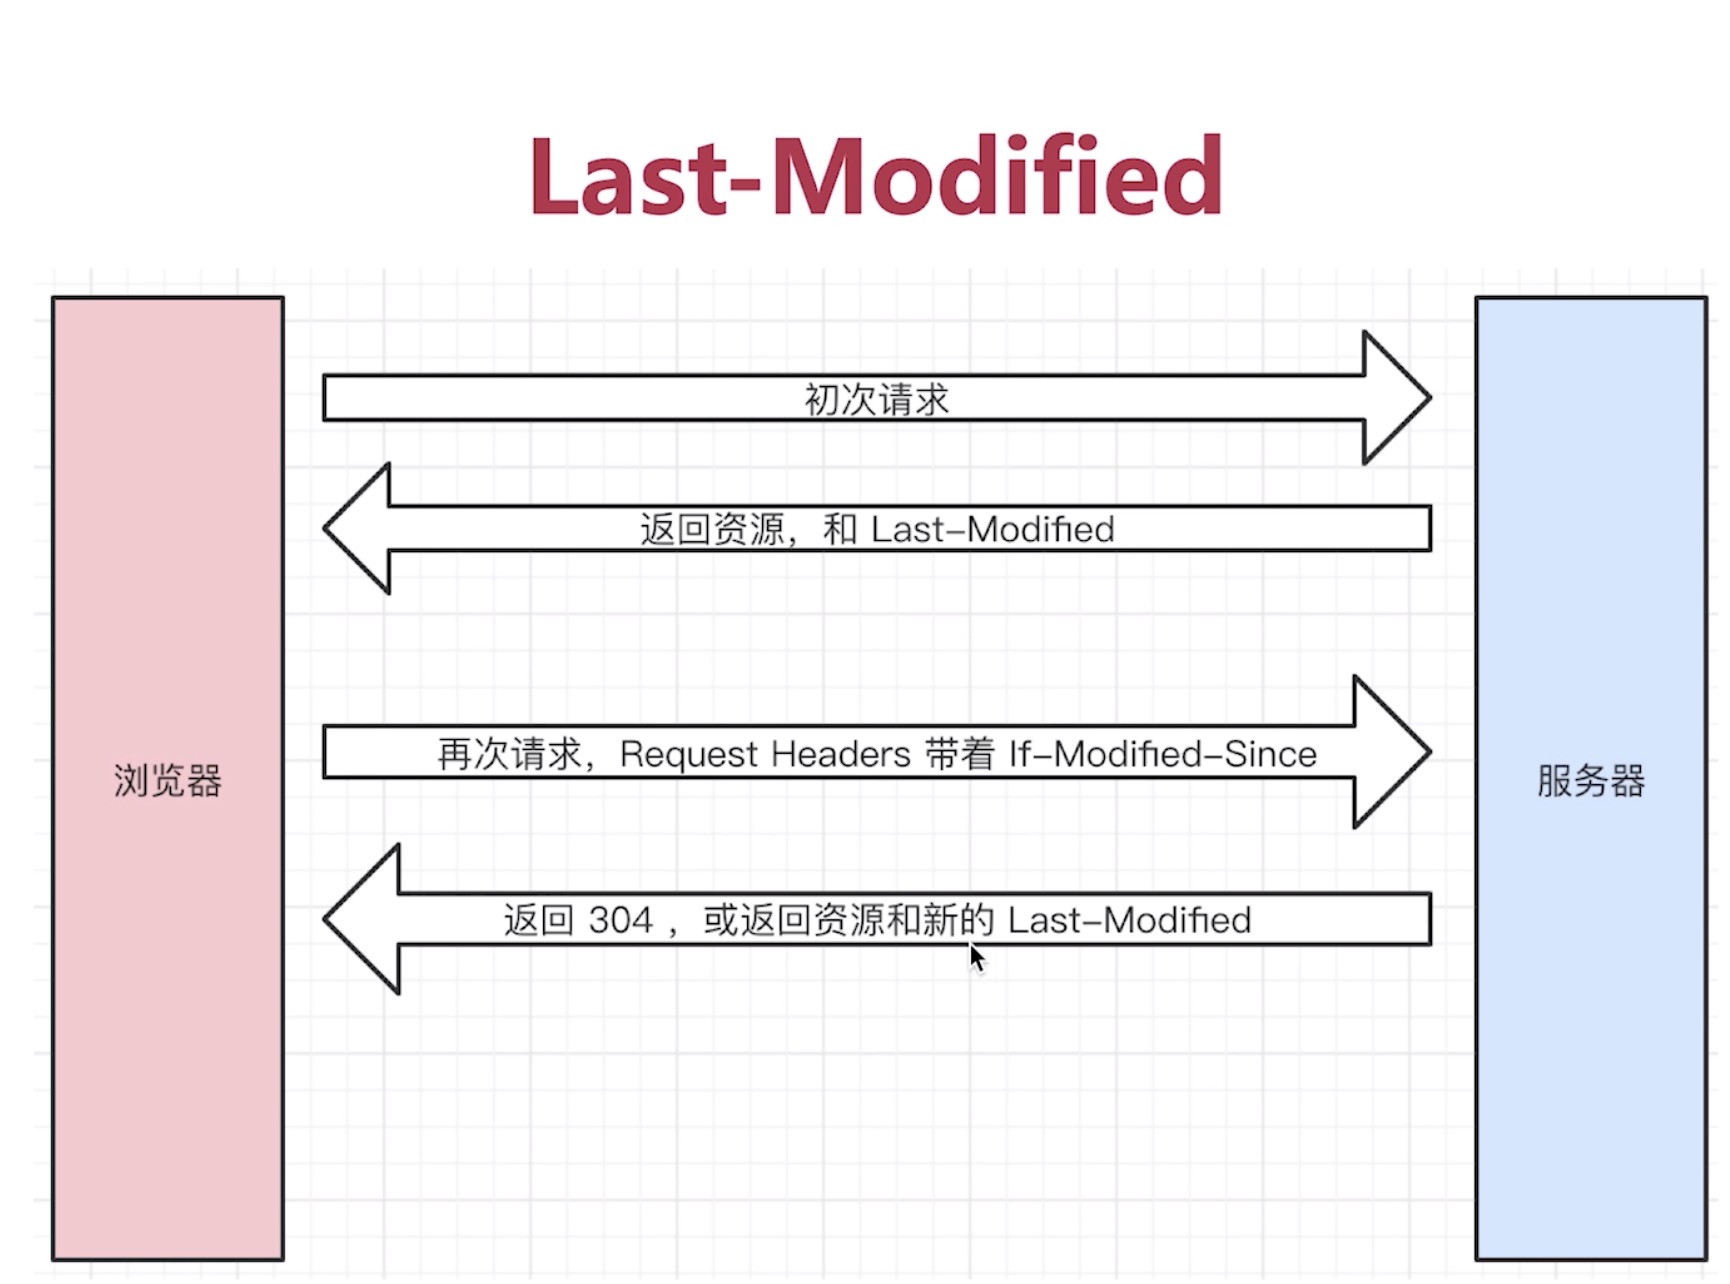 Last-Modified
初次请求
返回资源，和 Last-Modified
浏览器
再次请求，Request Headers 带着 If-Modified-Since
服务器
返回 304 ，或返回资源和新的 Last-Modified